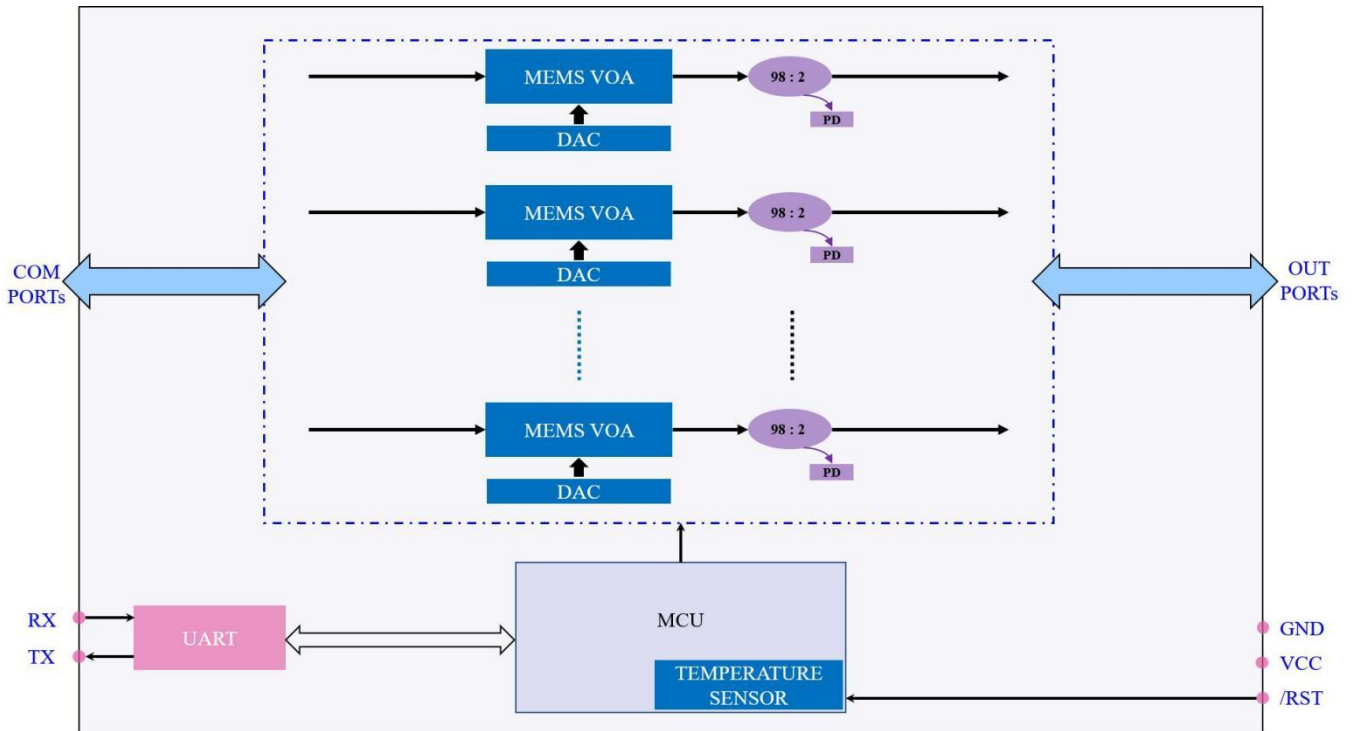 MEMS VOA
98 : 2
PD
DAC
MEMS VOA
98 : 2
PD
DAC
COM
PORTs
OUT
PORTs
MEMS VOA
98 : 2
PD
DAC
MCU
RX
UART
TX
TEMPERATURE
SENSOR
GND
VCC
/RST